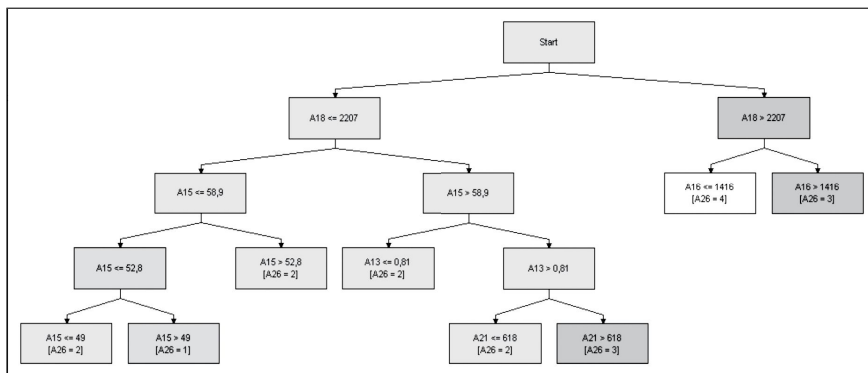 Start
A18 <= 2207
A18 > 2207
A15 <= 58,9
A15 > 58,9
A16 <= 1416
[A26 = 4]
A16 > 1416
[A26 = 3]
A15 <= 52,8
A15 > 52,8
[A26 = 2]
A13 <= 0,81
[A26 = 2]
A13 > 0,81
A15 <= 49
[A26 = 2]
A15 > 49
[A26 = 1]
A21 <= 618
[A26 = 2]
A21 > 618
[A26 = 3]